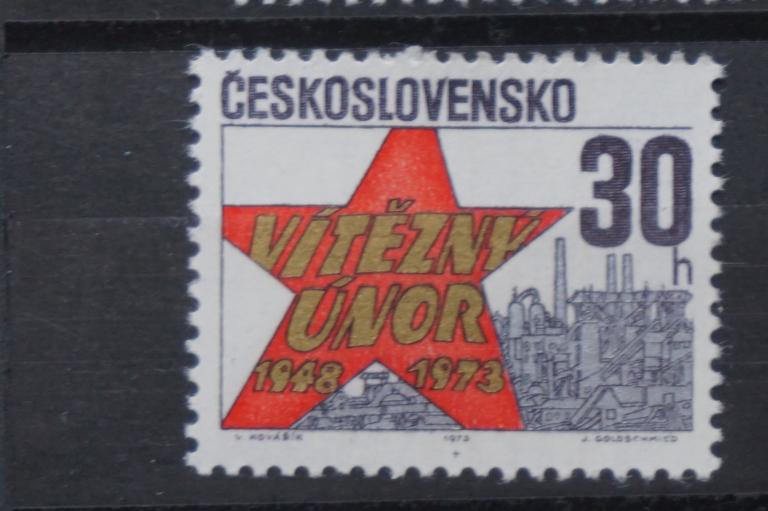 ČESKOSLOVENSKO
30
h
VÍTĚZNÝ
ÚNOR
1948 1973
V. KOVÁŘÍK 1973 J. GOLDSCHMIED